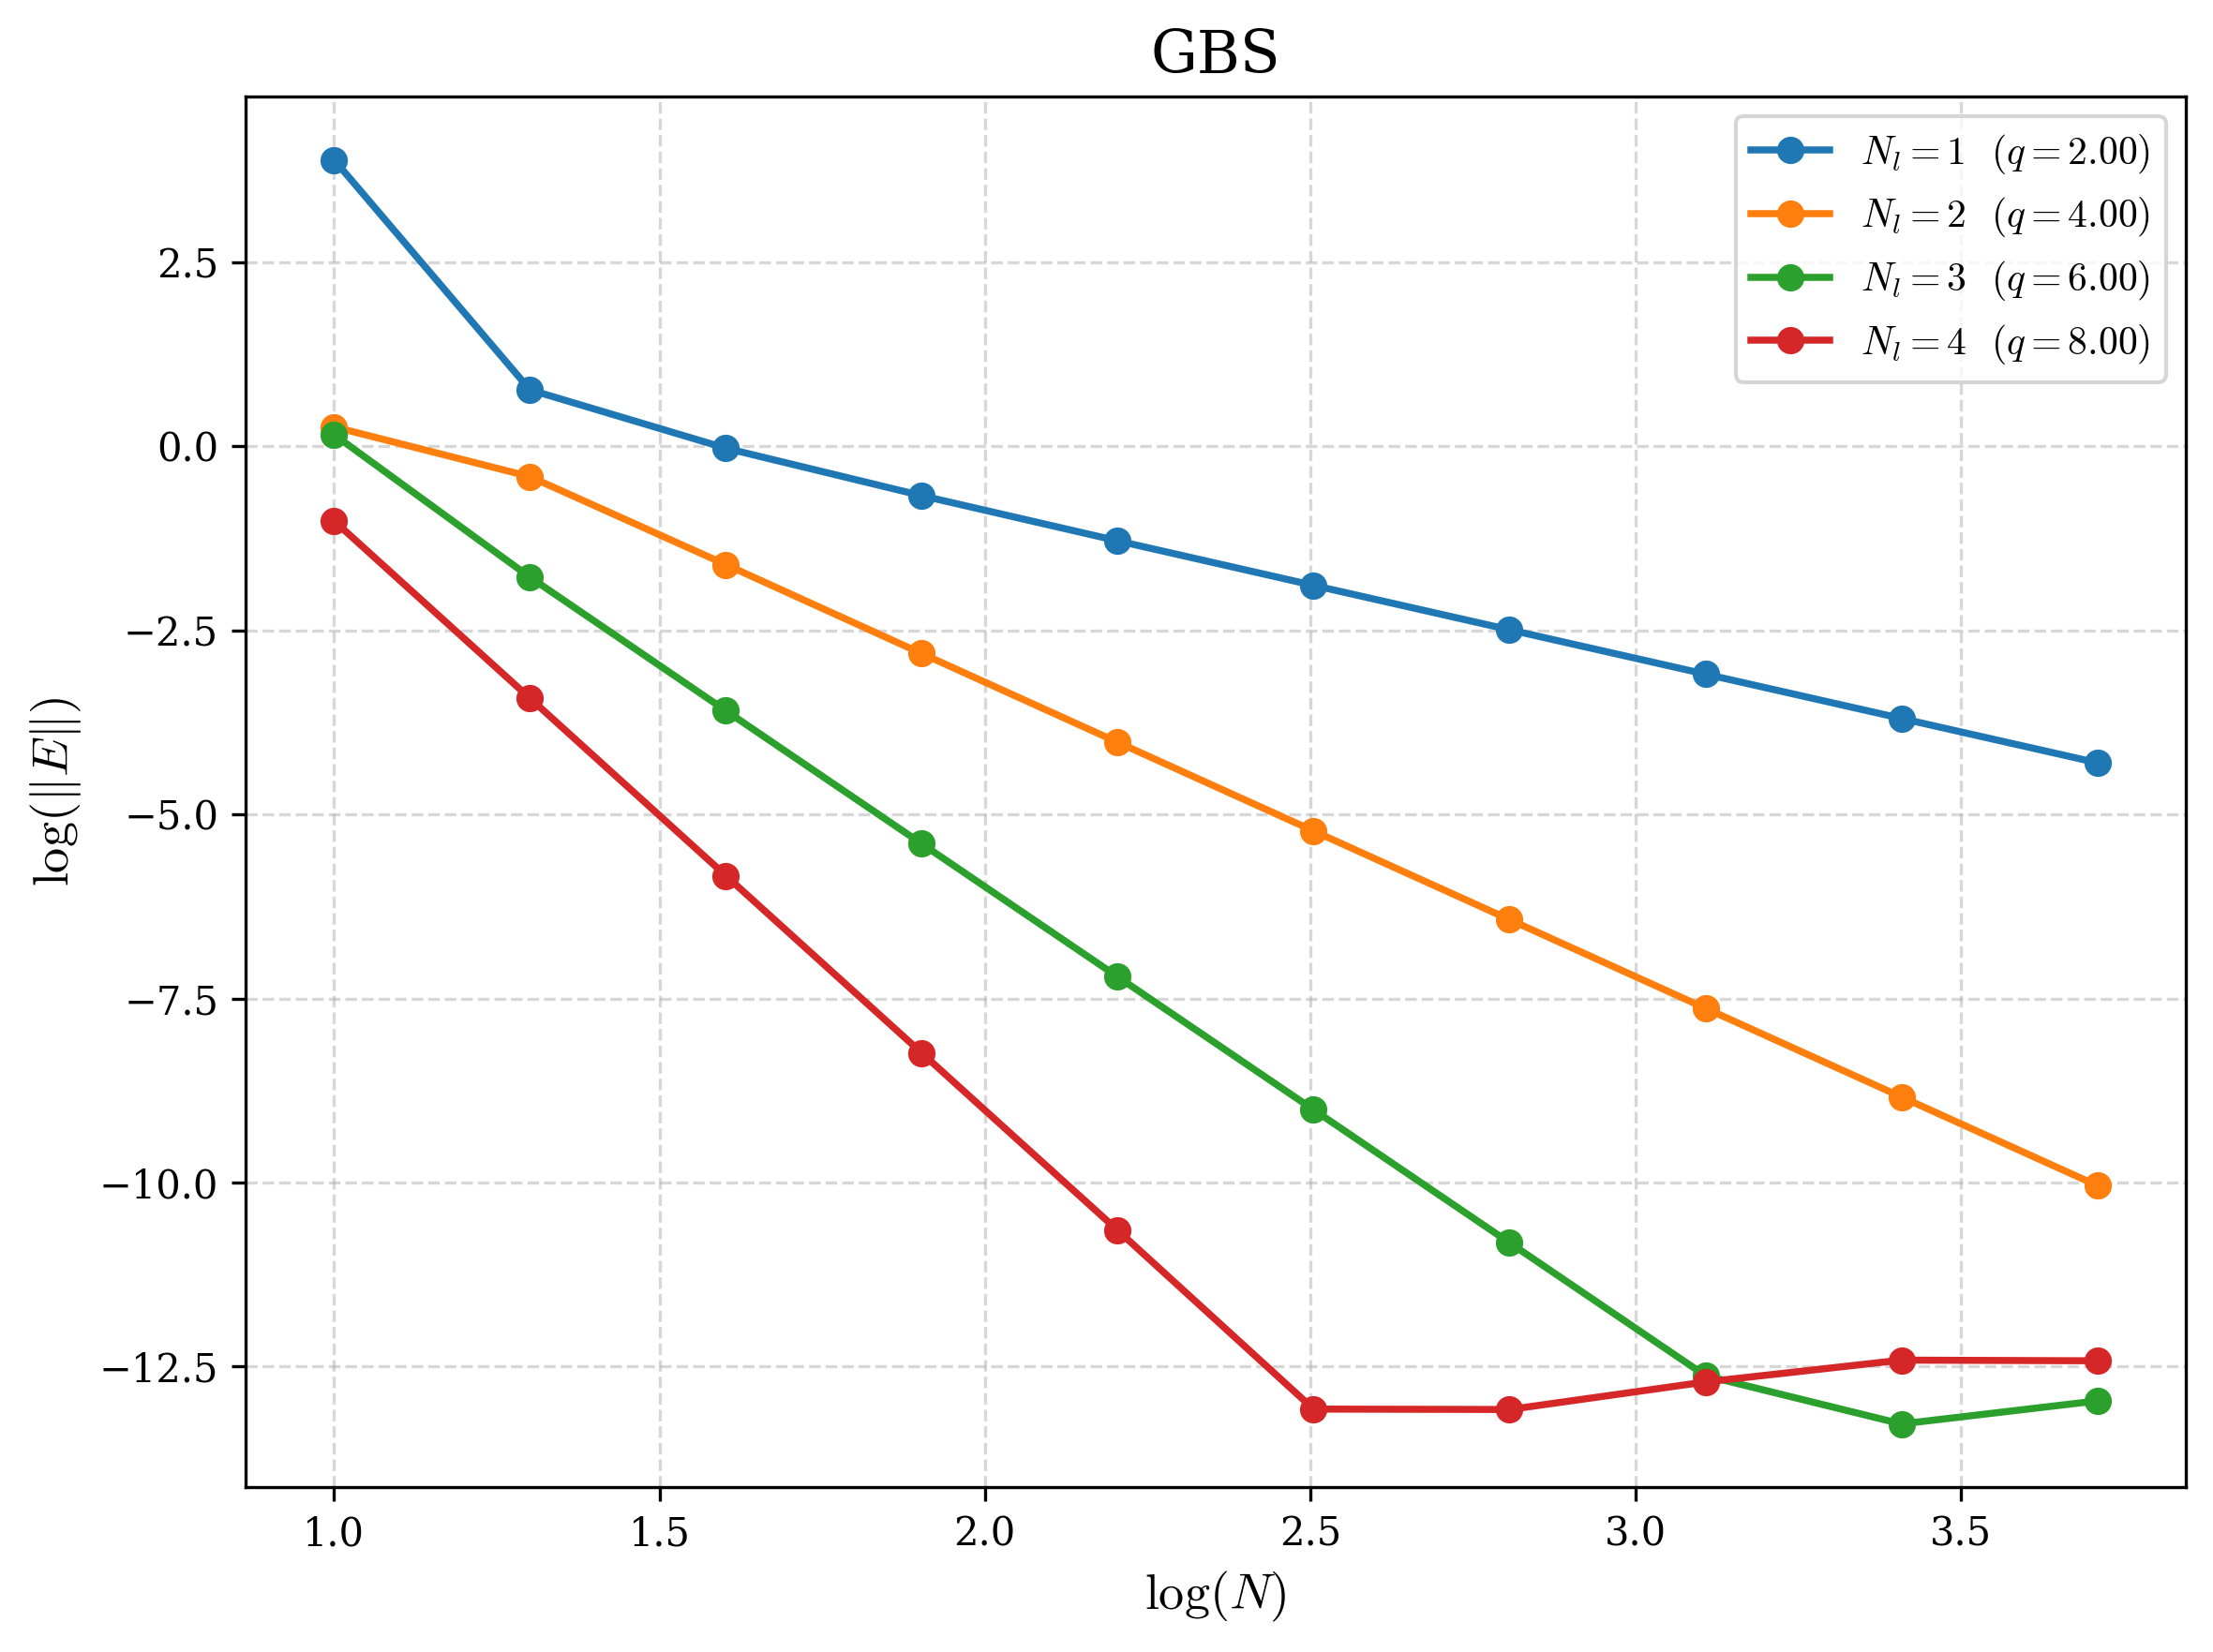 GBS
N_l = 1 (q = 2.00)
N_l = 2 (q = 4.00)
N_l = 3 (q = 6.00)
N_l = 4 (q = 8.00)
log(||E||)
2.5
0.0
−2.5
−5.0
−7.5
−10.0
−12.5
1.0 1.5 2.0 2.5 3.0 3.5
log(N)